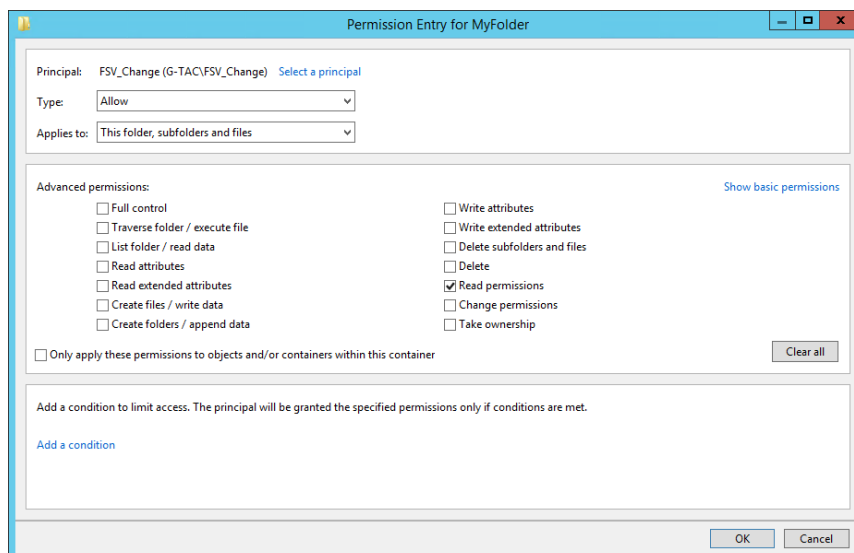 Permission Entry for MyFolder
Principal: FSV_Change (G-TAC\FSV_Change) Select a principal
Type: Allow
Applies to: This folder, subfolders and files
Advanced permissions: Show basic permissions
Full control Write attributes
Traverse folder / execute file Write extended attributes
List folder / read data Delete subfolders and files
Read attributes Delete
Read extended attributes Read permissions
Create files / write data Change permissions
Create folders / append data Take ownership
Only apply these permissions to objects and/or containers within this container Clear all
Add a condition to limit access. The principal will be granted the specified permissions only if conditions are met.
Add a condition
OK Cancel